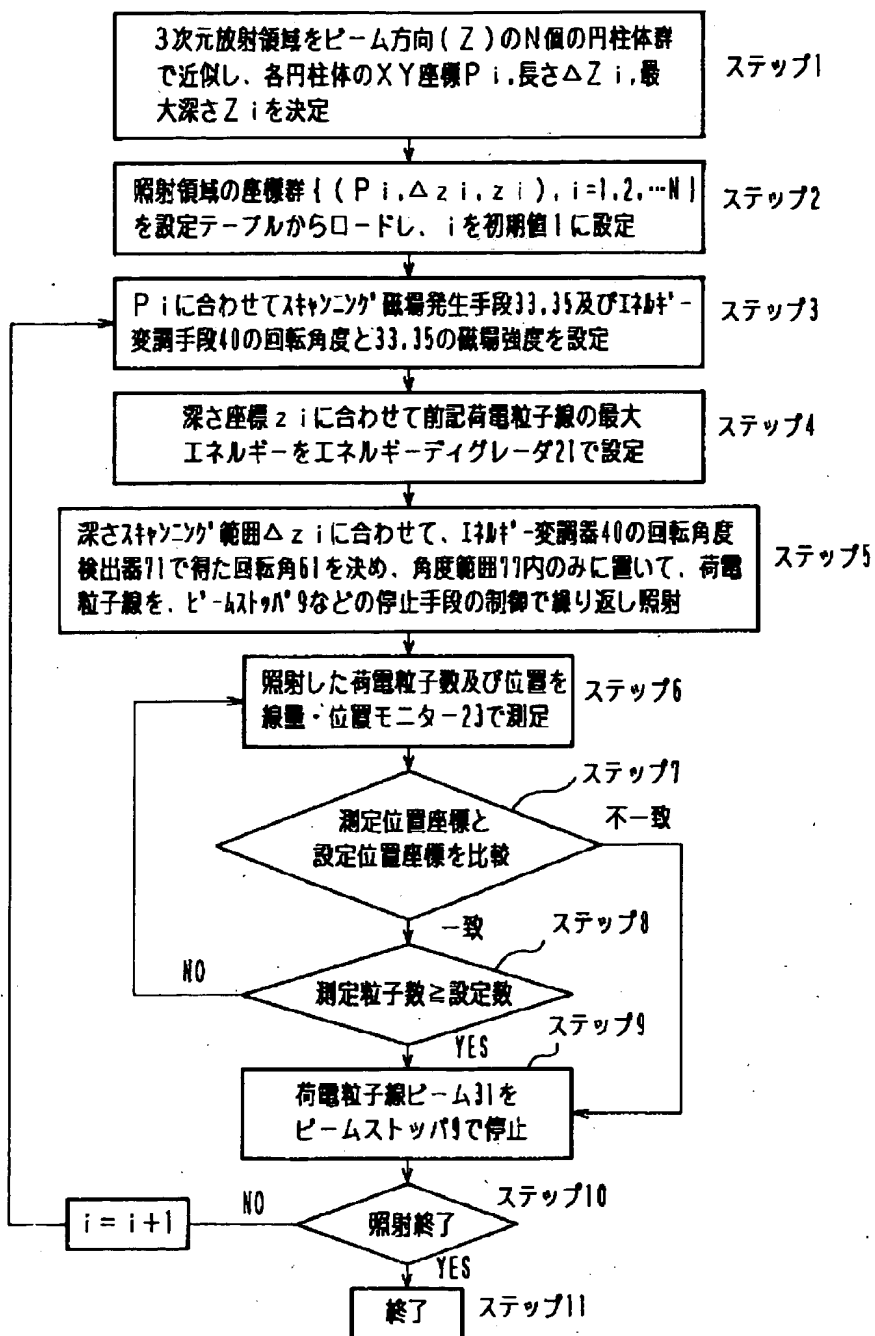 3次元放射領域をビーム方向(Z)のN個の円柱体群
で近似し、各円柱体のXY座標Pi,長さ△Zi,最
大深さZiを決定
ステップ1
照射領域の座標群{(Pi,△zi,zi),i=1,2,…N}
を設定テーブルからロードし、iを初期値1に設定
ステップ2
Piに合わせてスキャンニング磁場発生手段33,35及びエネルギー
変調手段40の回転角度と33,35の磁場強度を設定
ステップ3
深さ座標ziに合わせて前記荷電粒子線の最大
エネルギーをエネルギーディグレーダ21で設定
ステップ4
深さスキャンニング範囲△ziに合わせて、エネルギー変調器40の回転角度
検出器71で得た回転角61を決め、角度範囲77内のみに置いて、荷電
粒子線を、ビームストッパ9などの停止手段の制御で繰り返し照射
ステップ5
照射した荷電粒子数及び位置を
線量・位置モニター23で測定
ステップ6
ステップ7
測定位置座標と
設定位置座標を比較
不一致
一致
ステップ8
NO
測定粒子数≧設定数
YES
ステップ9
荷電粒子線ビーム31を
ビームストッパ9で停止
ステップ10
NO
i=i+1
照射終了
YES
終了
ステップ11